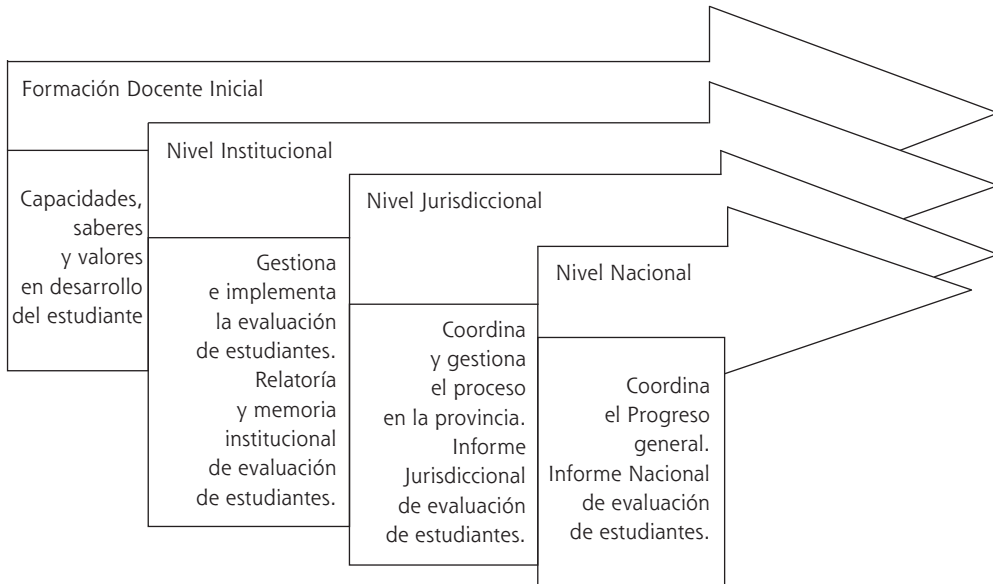 Formación Docente Inicial
Capacidades,
saberes
y valores
en desarrollo
del estudiante
Nivel Institucional
Gestiona
e implementa
la evaluación
de estudiantes.
Relatoría
y memoria
institucional
de evaluación
de estudiantes.
Nivel Jurisdiccional
Coordina
y gestiona
el proceso
en la provincia.
Informe
Jurisdiccional
de evaluación
de estudiantes.
Nivel Nacional
Coordina
el Progreso
general.
Informe Nacional
de evaluación
de estudiantes.